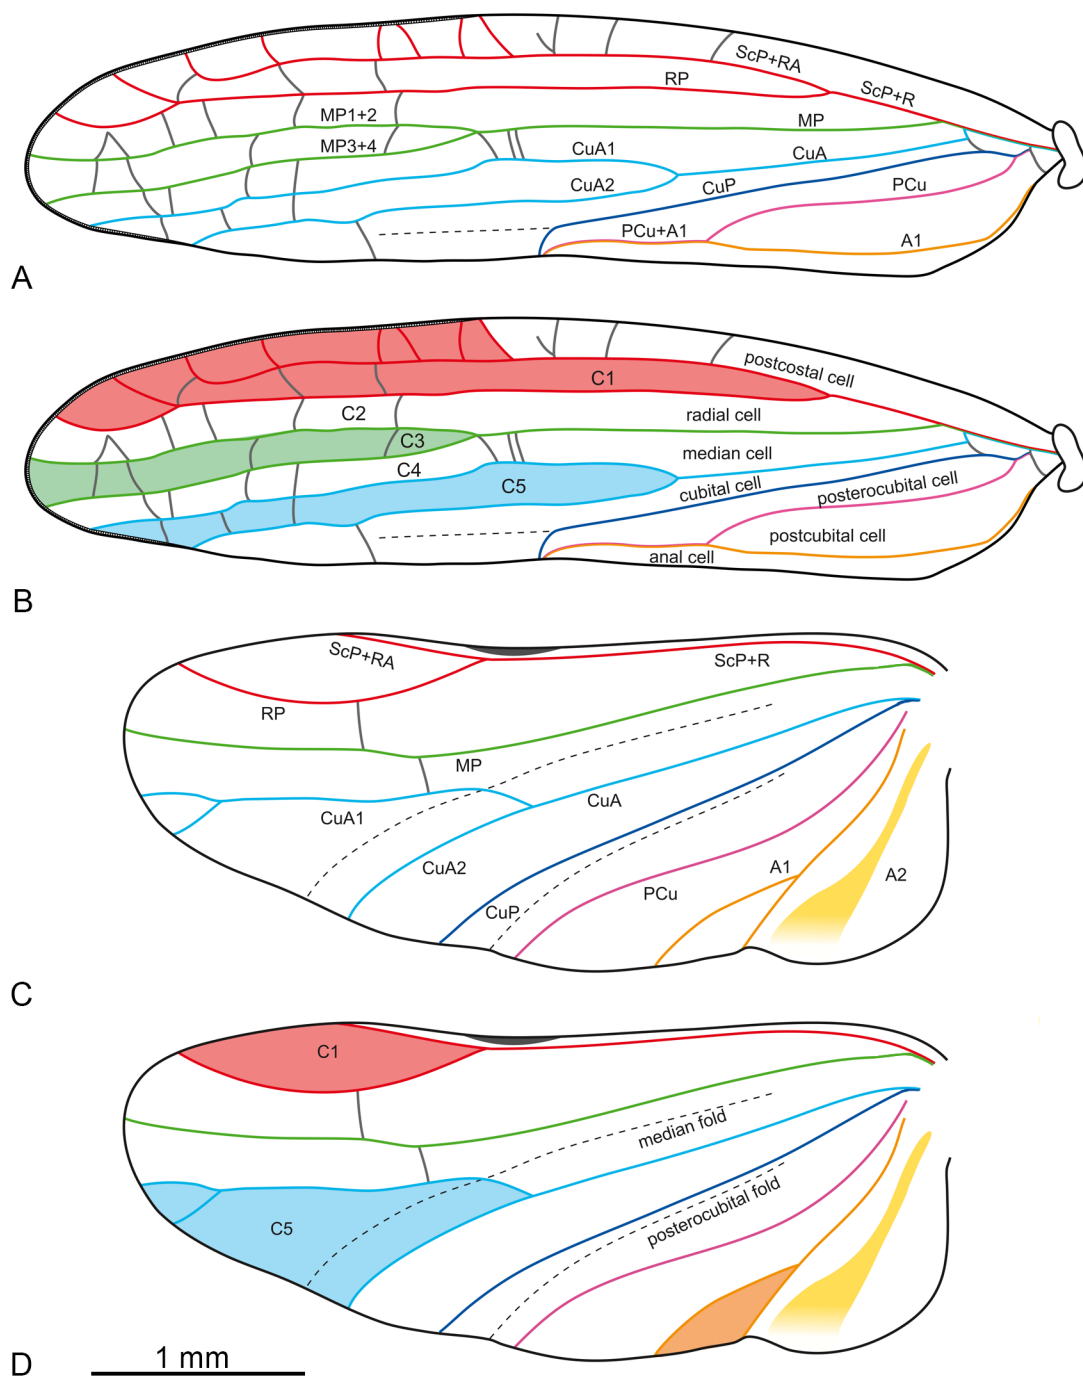 ScP+RA
RP
ScP+R
MP1+2
MP
MP3+4
CuA1
CuA
CuA2
CuP
PCu
PCu+A1
A1
A
postcostal cell
C1
C2
radial cell
C3
C4
median cell
C5
cubital cell
posterocubital cell
postcubital cell
anal cell
B
ScP+RA
ScP+R
RP
MP
CuA
CuA1
CuA2
A1
A2
PCu
CuP
C
C1
median fold
C5
posterocubital fold
D
1 mm